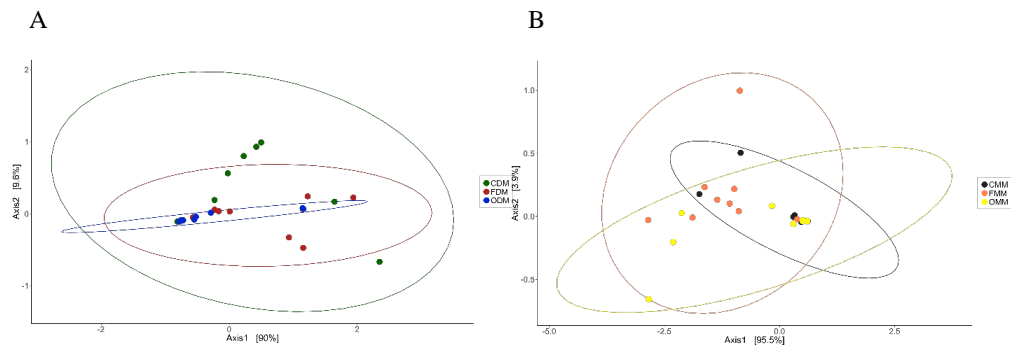 A
B
2
1
0
-1
Axis2 [9.6%]
-2
0
2
Axis1 [90%]
CDM
FDM
ODM
1.0
0.5
0.0
-0.5
Axis2 [3.9%]
-5.0
-2.5
0.0
2.5
Axis1 [95.5%]
CMM
FMM
OMM